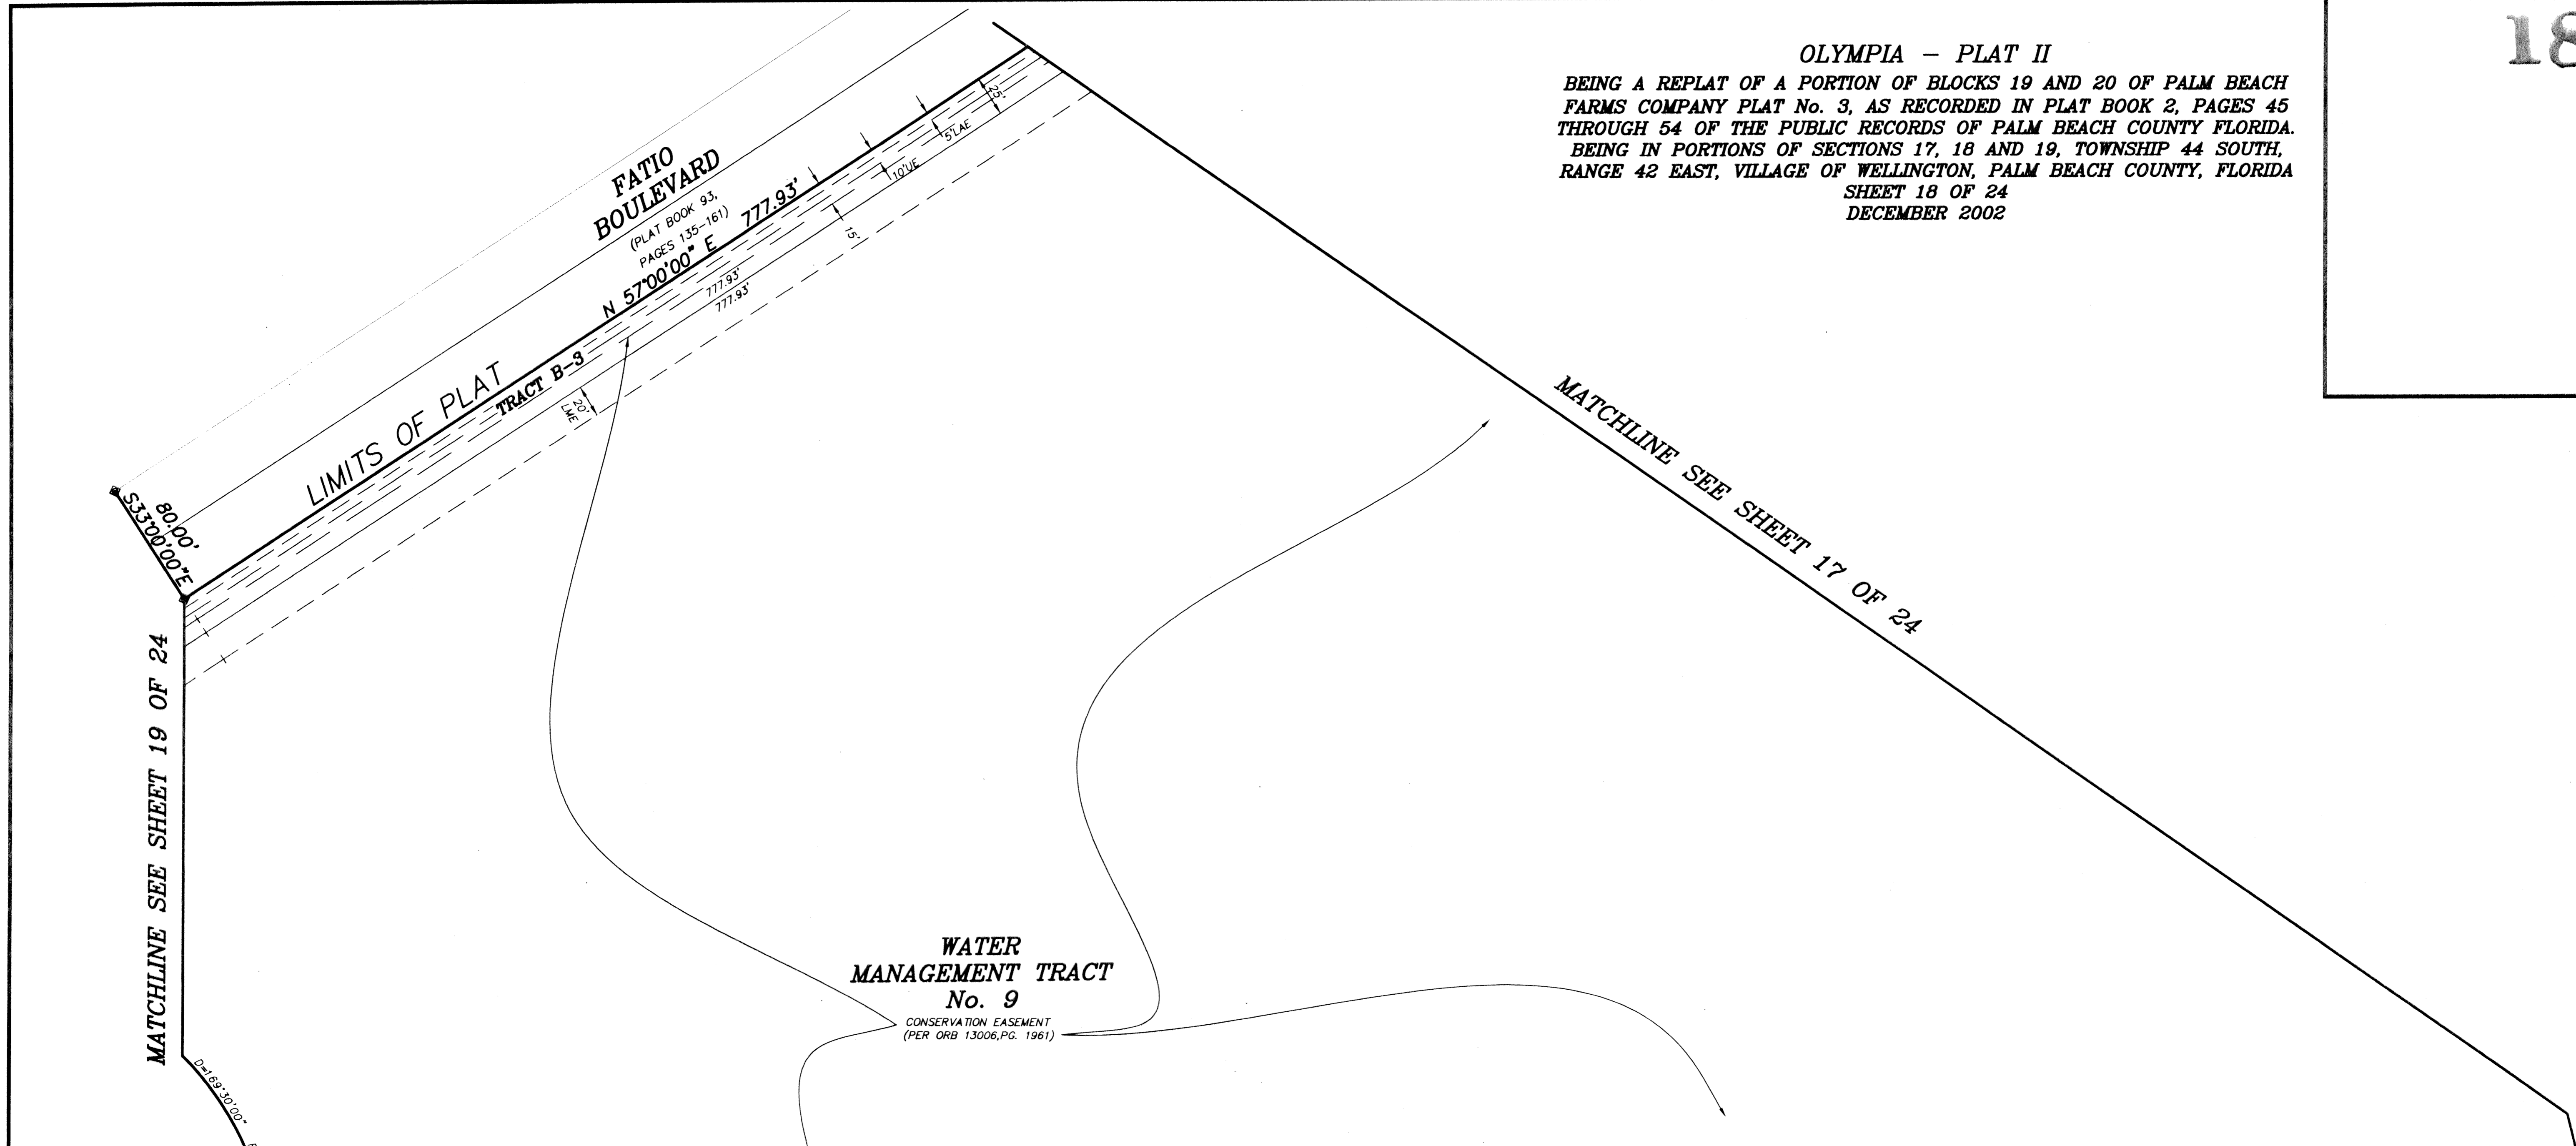 OLYMPIA – PLAT II
BEING A REPLAT OF A PORTION OF BLOCKS 19 AND 20 OF PALM BEACH
FARMS COMPANY PLAT No. 3, AS RECORDED IN PLAT BOOK 2, PAGES 45
THROUGH 54 OF THE PUBLIC RECORDS OF PALM BEACH COUNTY FLORIDA.
BEING IN PORTIONS OF SECTIONS 17, 18 AND 19, TOWNSHIP 44 SOUTH,
RANGE 42 EAST, VILLAGE OF WELLINGTON, PALM BEACH COUNTY, FLORIDA
SHEET 18 OF 24
DECEMBER 2002
18
FATIO
BOULEVARD
(PLAT BOOK 93,
PAGES 135-161)
N 57°00'00" E 777.93'
777.93'
777.93'
25'
5'LAE
10'UE
15'
LIMITS OF PLAT
TRACT B-3
20'
LME
80.00'
S33°00'00"E
MATCHLINE SEE SHEET 17 OF 24
MATCHLINE SEE SHEET 19 OF 24
WATER
MANAGEMENT TRACT
No. 9
CONSERVATION EASEMENT
(PER ORB 13006,PG. 1961)
D=169°30'00"